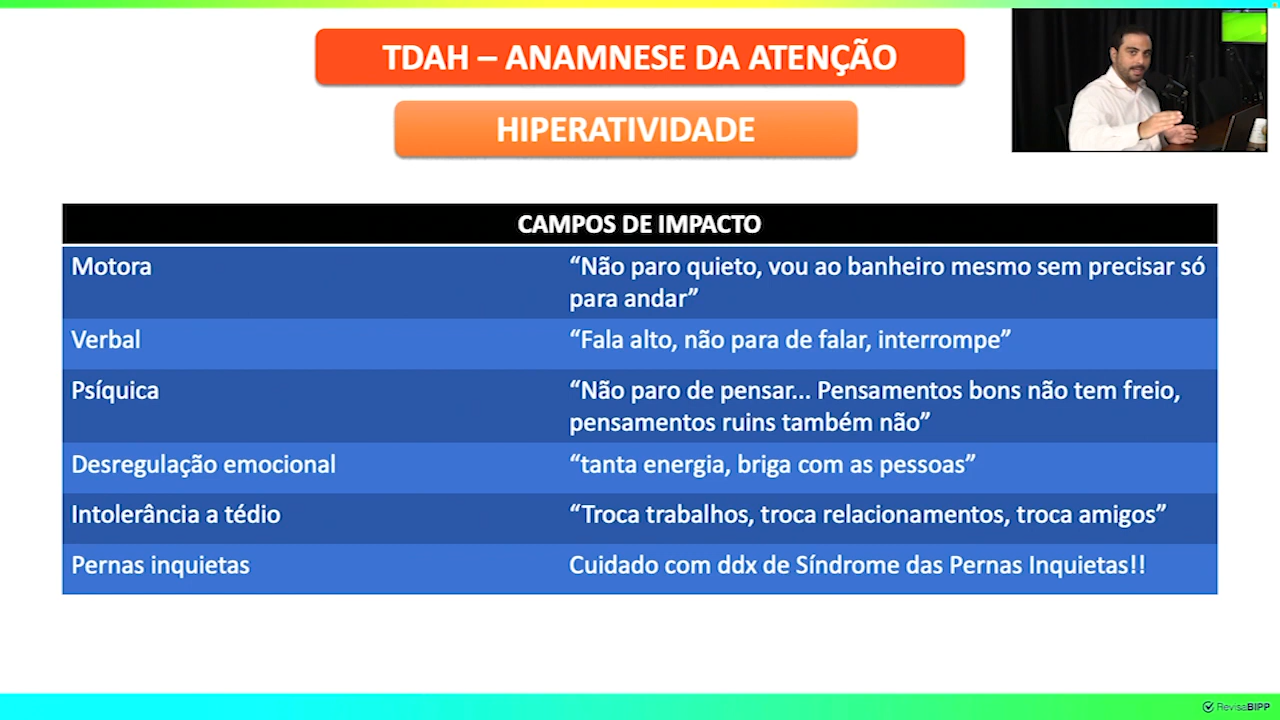 TDAH – ANAMNESE DA ATENÇÃO
HIPERATIVIDADE
CAMPOS DE IMPACTO
Motora
“Não paro quieto, vou ao banheiro mesmo sem precisar só
para andar”
Verbal
“Fala alto, não para de falar, interrompe”
Psíquica
“Não paro de pensar... Pensamentos bons não tem freio,
pensamentos ruins também não”
Desregulação emocional
“tanta energia, briga com as pessoas”
Intolerância a tédio
“Troca trabalhos, troca relacionamentos, troca amigos”
Pernas inquietas
Cuidado com ddx de Síndrome das Pernas Inquietas!!
RevisaBIPP